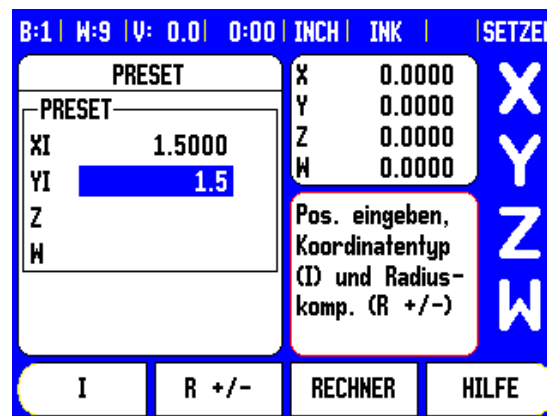 B:1 | W:9 | V: 0.0 | 0:00 | INCH | INK | | SETZEN
PRESET
PRESET
XI 1.5000
YI 1.5
Z
W
X 0.0000
Y 0.0000
Z 0.0000
W 0.0000
Pos. eingeben,
Koordinatentyp
(I) und Radius-
komp. (R +/-)
X
Y
Z
W
I R +/- RECHNER HILFE